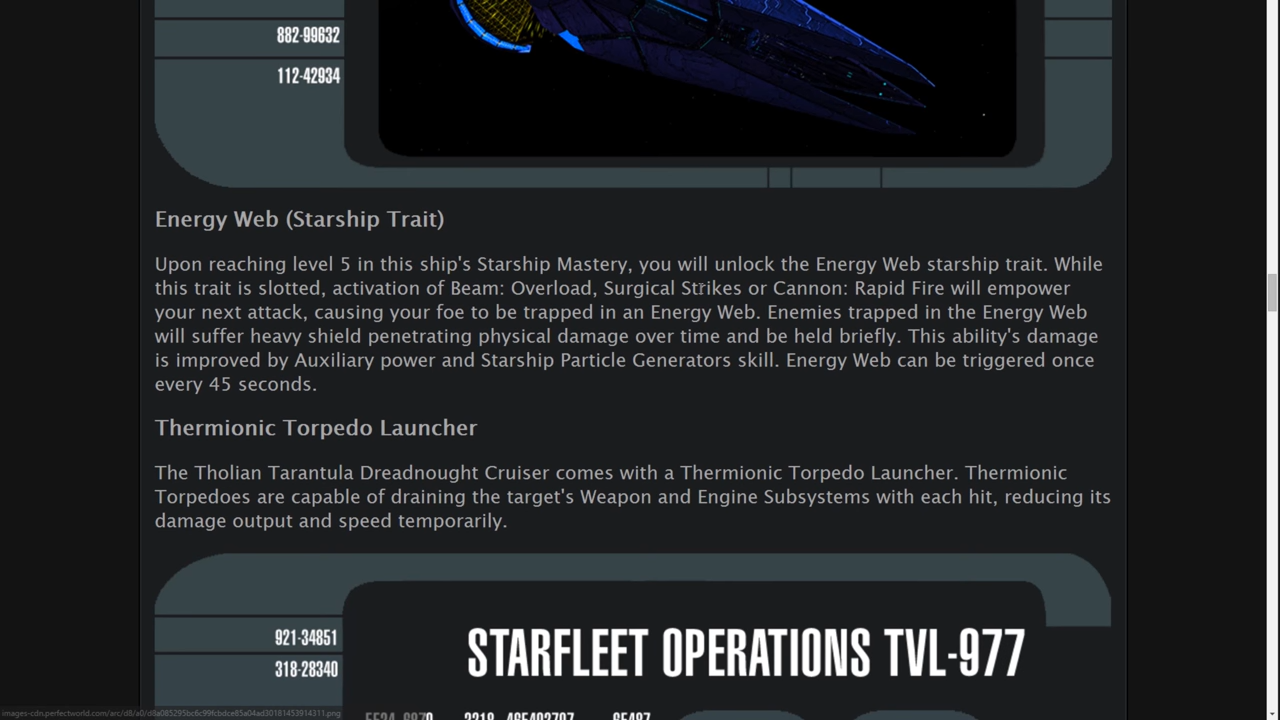 882-99632
112-42934
Energy Web (Starship Trait)
Upon reaching level 5 in this ship's Starship Mastery, you will unlock the Energy Web starship trait. While
this trait is slotted, activation of Beam: Overload, Surgical Strikes or Cannon: Rapid Fire will empower
your next attack, causing your foe to be trapped in an Energy Web. Enemies trapped in the Energy Web
will suffer heavy shield penetrating physical damage over time and be held briefly. This ability's damage
is improved by Auxiliary power and Starship Particle Generators skill. Energy Web can be triggered once
every 45 seconds.
Thermionic Torpedo Launcher
The Tholian Tarantula Dreadnought Cruiser comes with a Thermionic Torpedo Launcher. Thermionic
Torpedoes are capable of draining the target's Weapon and Engine Subsystems with each hit, reducing its
damage output and speed temporarily.
921-34851
STARFLEET OPERATIONS TVL-977
318-28340